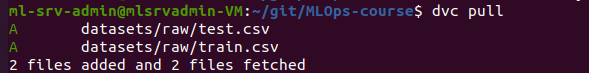 ml-srv-admin@mlsrvadmin-VM:~/git/MLOps-course$ dvc pull
A       datasets/raw/test.csv
A       datasets/raw/train.csv
2 files added and 2 files fetched